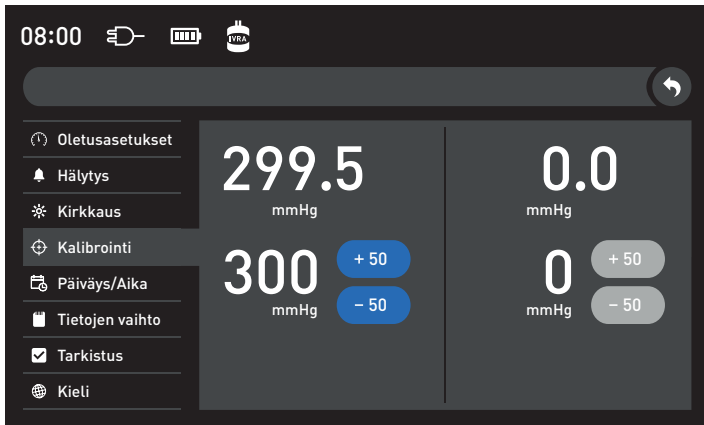 08:00 IVRA
Oletusasetukset
Hälytys
Kirkkaus
Kalibrointi
Päiväys/Aika
Tietojen vaihto
Tarkistus
Kieli
299.5
mmHg
300
mmHg
+ 50
– 50
0.0
mmHg
0
mmHg
+ 50
– 50